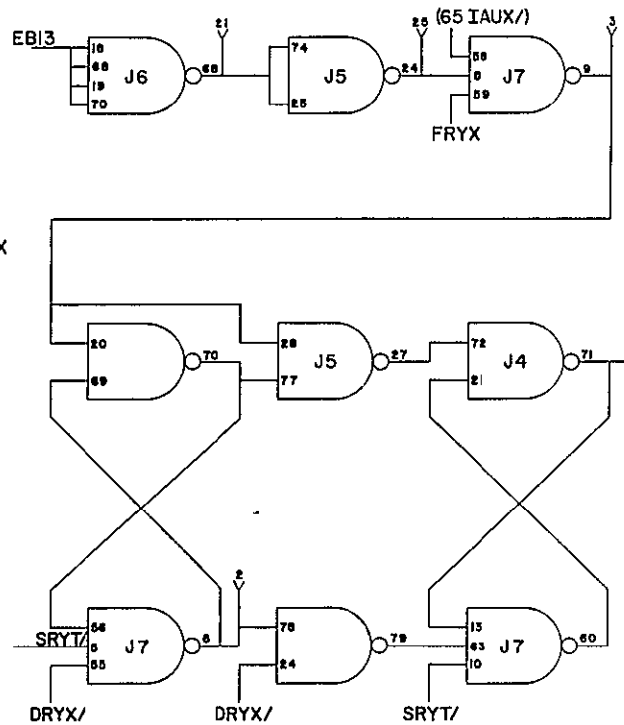 21 25 (65 IAUX/) 3
EB13 18 68 19 70 J6 68 74 25 J5 24 58 8 59 J7 9
FRYX
X
20 69 70 28 77 J5 27 72 21 J4 71
2
56 5 55 J7 6 78 24 79 13 63 10 J7 60
SRYT/
DRYX/ DRYX/ SRYT/